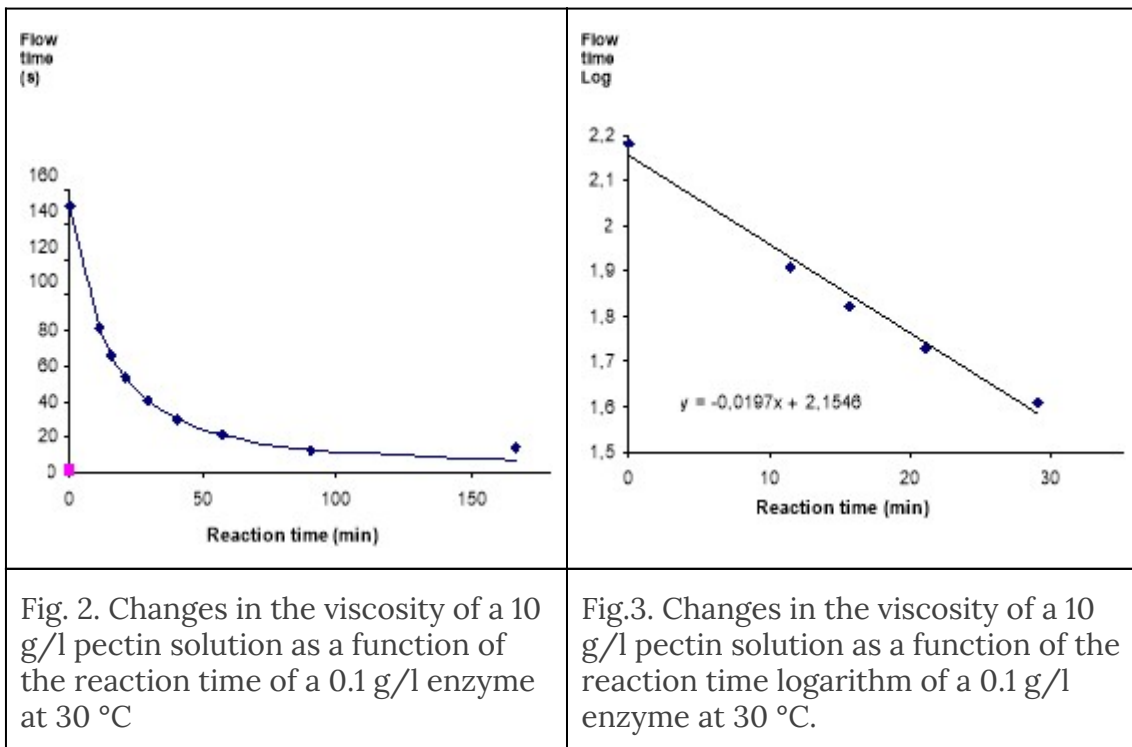 Flow
time
(s)
160
140
120
100
80
60
40
20
0
0 50 100 150
Reaction time (min)
Flow
time
Log
2,2
2,1
2
1,9
1,8
1,7
1,6
1,5
y = -0,0197x + 2,1546
0 10 20 30
Reaction time (min)
Fig. 2. Changes in the viscosity of a 10
g/l pectin solution as a function of
the reaction time of a 0.1 g/l enzyme
at 30 °C
Fig.3. Changes in the viscosity of a 10
g/l pectin solution as a function of the
reaction time logarithm of a 0.1 g/l
enzyme at 30 °C.